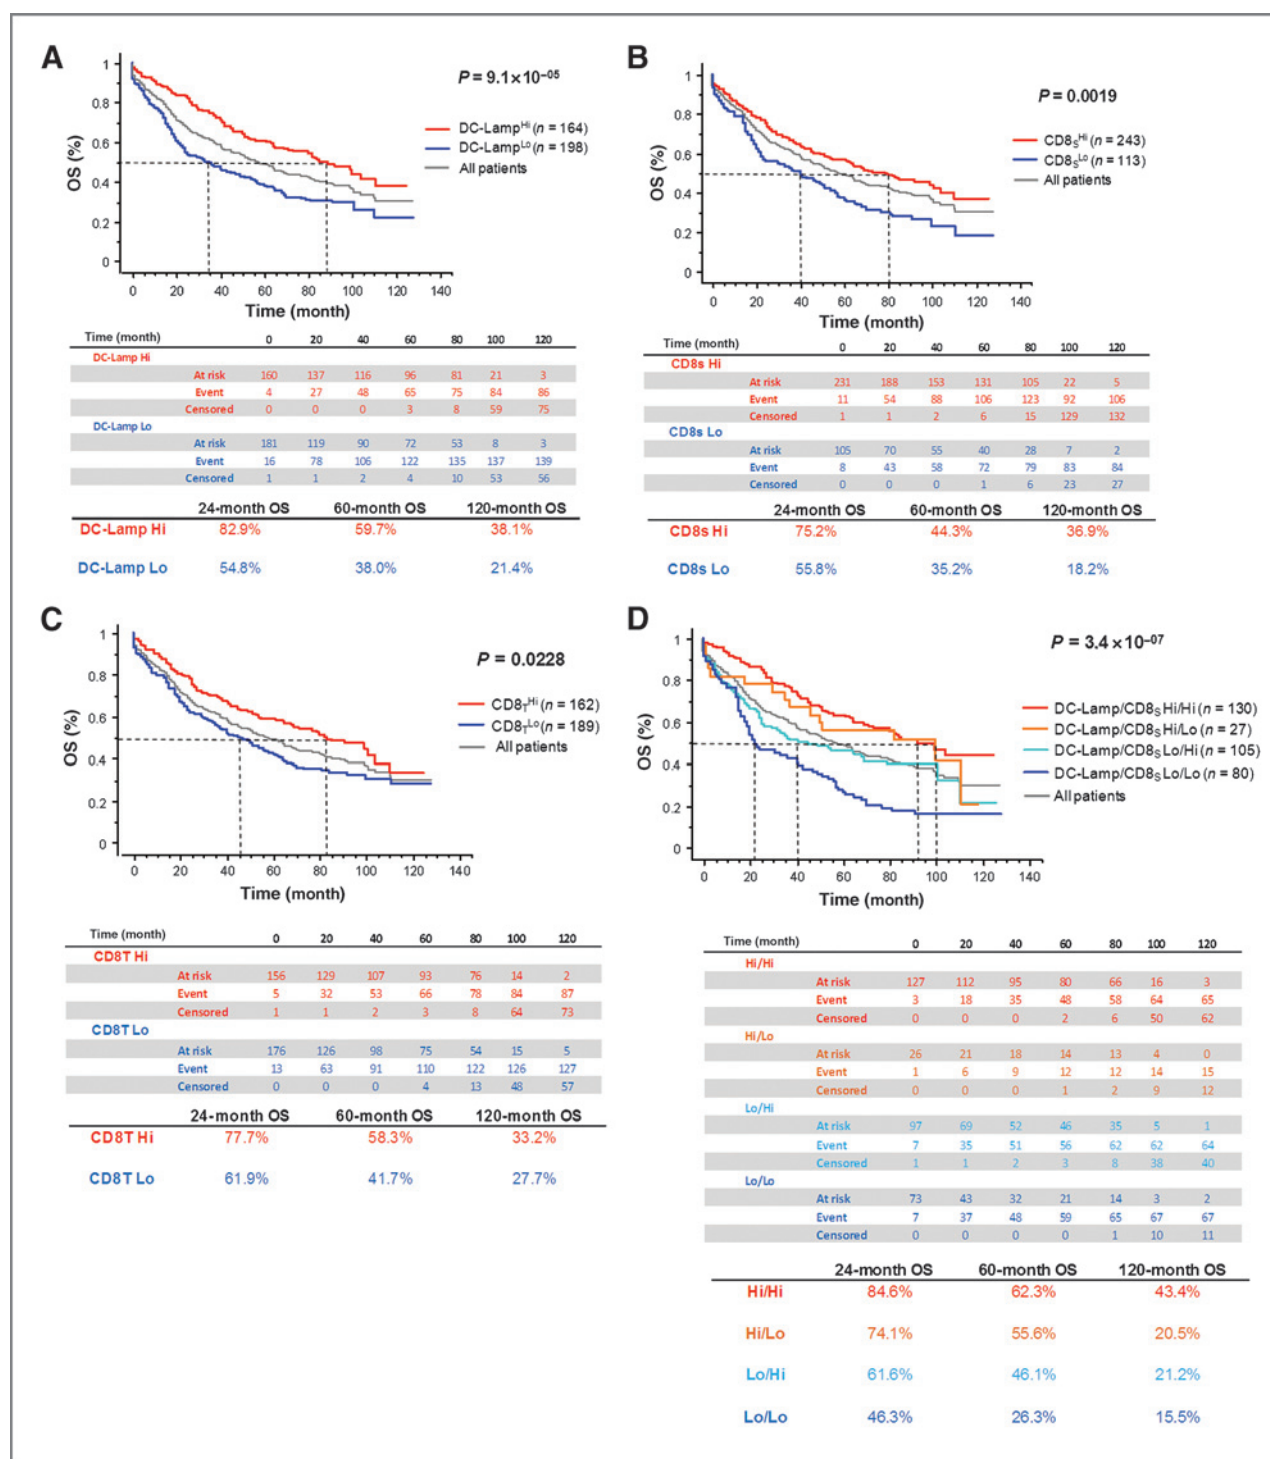 A
P = 9.1×10⁻⁰⁵
DC-Lamp^Hi (n = 164)
DC-Lamp^Lo (n = 198)
All patients
OS (%)
1
0.8
0.6
0.4
0.2
0
0 20 40 60 80 100 120 140
Time (month)
Time (month) 0 20 40 60 80 100 120
DC-Lamp Hi
At risk 160 137 116 96 81 21 3
Event 4 27 48 65 75 84 86
Censored 0 0 0 3 8 59 75
DC-Lamp Lo
At risk 181 119 90 72 53 8 3
Event 16 78 106 122 135 137 139
Censored 1 1 2 4 10 53 56
24-month OS 60-month OS 120-month OS
DC-Lamp Hi 82.9% 59.7% 38.1%
DC-Lamp Lo 54.8% 38.0% 21.4%
B
P = 0.0019
CD8S^Hi (n = 243)
CD8S^Lo (n = 113)
All patients
OS (%)
1
0.8
0.6
0.4
0.2
0
0 20 40 60 80 100 120 140
Time (month)
Time (month) 0 20 40 60 80 100 120
CD8s Hi
At risk 231 188 153 131 105 22 5
Event 11 54 88 106 123 92 106
Censored 1 1 2 6 15 129 132
CD8s Lo
At risk 105 70 55 40 28 7 2
Event 8 43 58 72 79 83 84
Censored 0 0 0 1 6 23 27
24-month OS 60-month OS 120-month OS
CD8s Hi 75.2% 44.3% 36.9%
CD8s Lo 55.8% 35.2% 18.2%
C
P = 0.0228
CD8T^Hi (n = 162)
CD8T^Lo (n = 189)
All patients
OS (%)
1
0.8
0.6
0.4
0.2
0
0 20 40 60 80 100 120 140
Time (month)
Time (month) 0 20 40 60 80 100 120
CD8T Hi
At risk 156 129 107 93 76 14 2
Event 5 32 53 66 78 84 87
Censored 1 1 2 3 8 64 73
CD8T Lo
At risk 176 126 98 75 54 15 5
Event 13 63 91 110 122 126 127
Censored 0 0 0 4 13 48 57
24-month OS 60-month OS 120-month OS
CD8T Hi 77.7% 58.3% 33.2%
CD8T Lo 61.9% 41.7% 27.7%
D
P = 3.4×10⁻⁰⁷
DC-Lamp/CD8S Hi/Hi (n = 130)
DC-Lamp/CD8S Hi/Lo (n = 27)
DC-Lamp/CD8S Lo/Hi (n = 105)
DC-Lamp/CD8S Lo/Lo (n = 80)
All patients
OS (%)
1
0.8
0.6
0.4
0.2
0
0 20 40 60 80 100 120 140
Time (month)
Time (month) 0 20 40 60 80 100 120
Hi/Hi
At risk 127 112 95 80 66 16 3
Event 3 18 35 48 58 64 65
Censored 0 0 0 2 6 50 62
Hi/Lo
At risk 26 21 18 14 13 4 0
Event 1 6 9 12 12 14 15
Censored 0 0 0 1 2 9 12
Lo/Hi
At risk 97 69 52 46 35 5 1
Event 7 35 51 56 62 62 64
Censored 1 1 2 3 8 38 40
Lo/Lo
At risk 73 43 32 21 14 3 2
Event 7 37 48 59 65 67 67
Censored 0 0 0 0 1 10 11
24-month OS 60-month OS 120-month OS
Hi/Hi 84.6% 62.3% 43.4%
Hi/Lo 74.1% 55.6% 20.5%
Lo/Hi 61.6% 46.1% 21.2%
Lo/Lo 46.3% 26.3% 15.5%